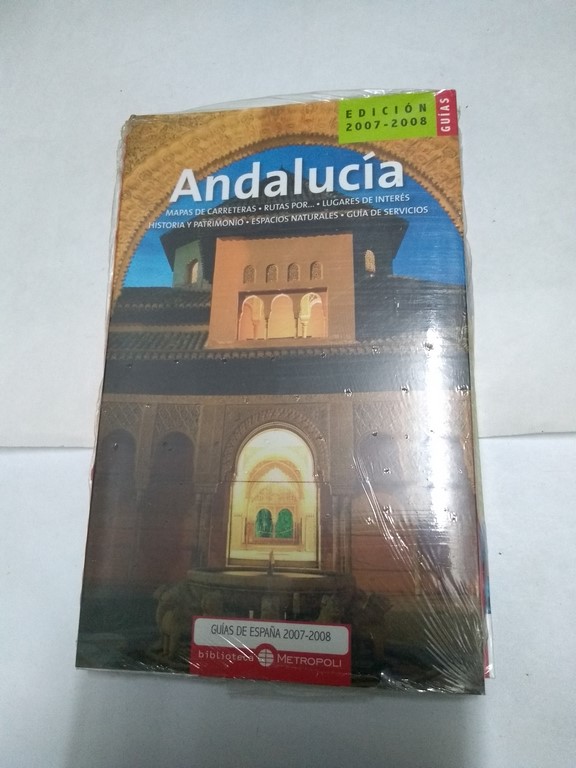 EDICIÓN
2007-2008
GUÍAS
Andalucía
MAPAS DE CARRETERAS • RUTAS POR... • LUGARES DE INTERÉS
HISTORIA Y PATRIMONIO • ESPACIOS NATURALES • GUÍA DE SERVICIOS
GUÍAS DE ESPAÑA 2007-2008
biblioteca METROPOLI